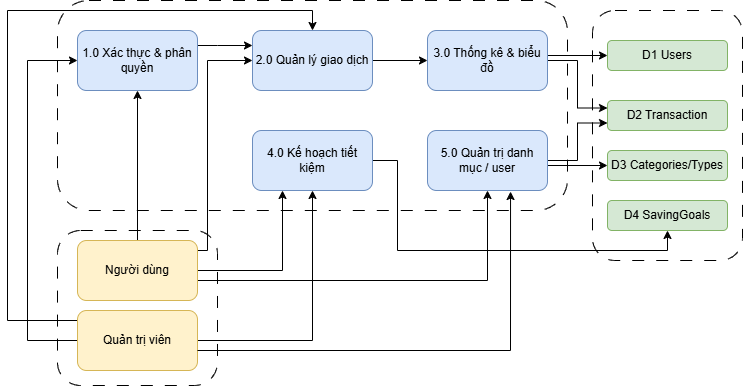 1.0 Xác thực & phân
quyền
2.0 Quản lý giao dịch
3.0 Thống kê & biểu
đồ
D1 Users
D2 Transaction
4.0 Kế hoạch tiết
kiệm
5.0 Quản trị danh
mục / user
D3 Categories/Types
D4 SavingGoals
Người dùng
Quản trị viên